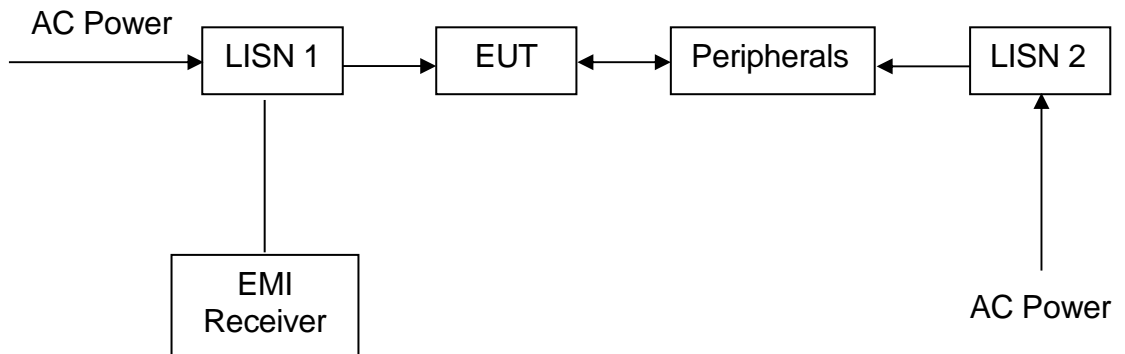 AC Power
LISN 1
EUT
Peripherals
LISN 2
EMI
Receiver
AC Power